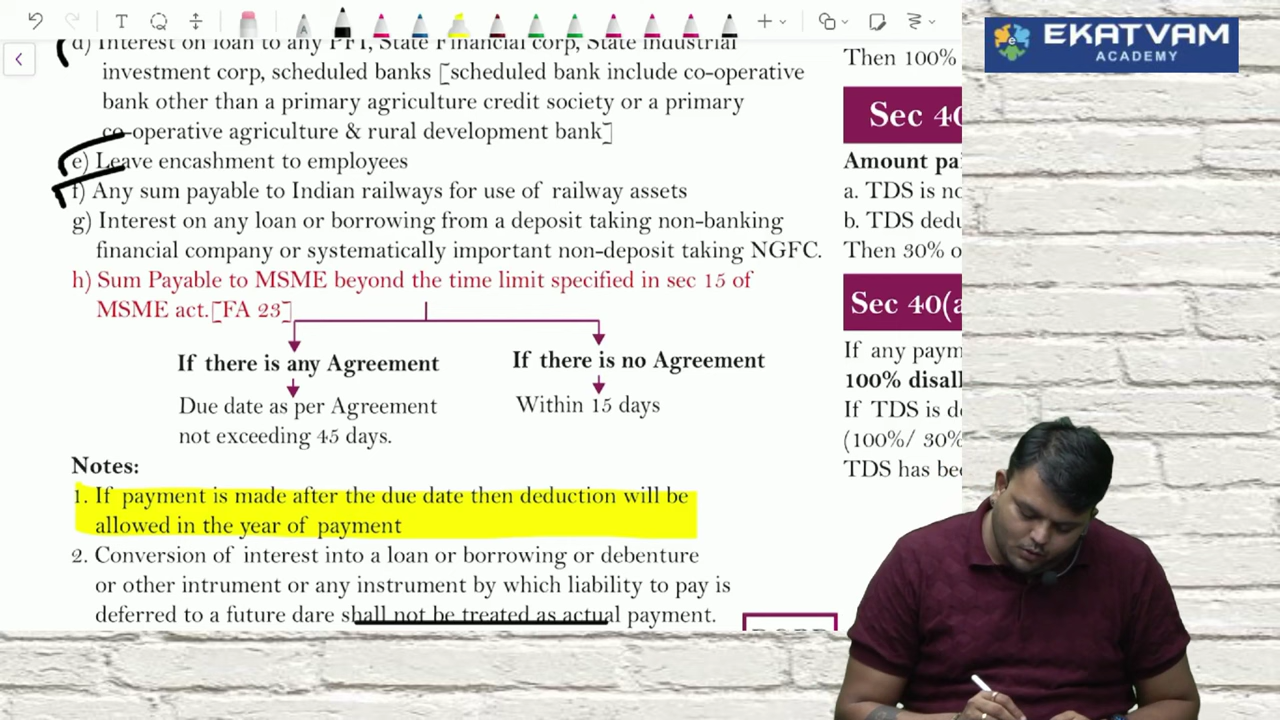 d) Interest on loan to any PFI, State Financial corp, State industrial
investment corp, scheduled banks [scheduled bank include co-operative
bank other than a primary agriculture credit society or a primary
co-operative agriculture & rural development bank]
e) Leave encashment to employees
f) Any sum payable to Indian railways for use of railway assets
g) Interest on any loan or borrowing from a deposit taking non-banking
financial company or systematically important non-deposit taking NGFC.
h) Sum Payable to MSME beyond the time limit specified in sec 15 of
MSME act.[FA 23]
If there is any Agreement
Due date as per Agreement
not exceeding 45 days.
If there is no Agreement
Within 15 days
Notes:
1. If payment is made after the due date then deduction will be
allowed in the year of payment
2. Conversion of interest into a loan or borrowing or debenture
or other intrument or any instrument by which liability to pay is
deferred to a future dare shall not be treated as actual payment.
Then 100%
Sec 40
Amount pa
a. TDS is no
b. TDS dedu
Then 30% o
Sec 40(a
If any paym
100% disall
If TDS is d
(100%/ 30%
TDS has be
EKATVAM
ACADEMY